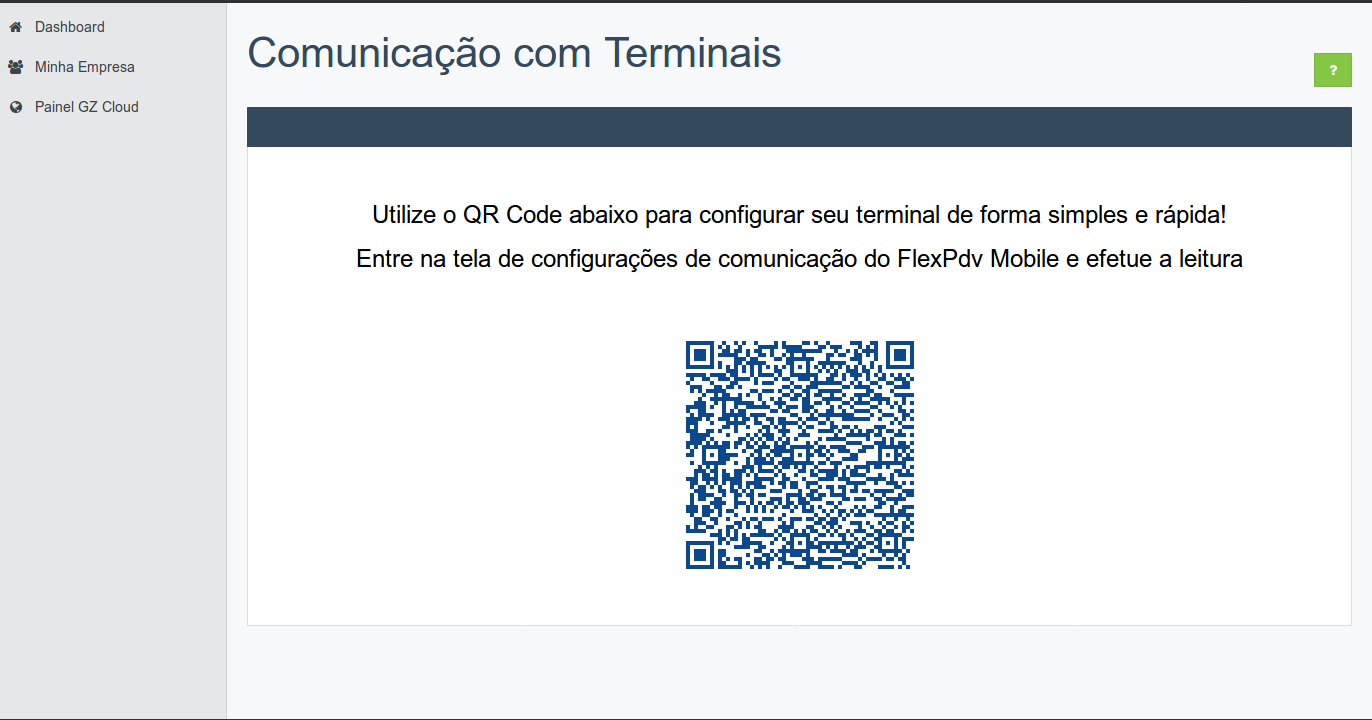 Dashboard
Minha Empresa
Painel GZ Cloud
Comunicação com Terminais
?
Utilize o QR Code abaixo para configurar seu terminal de forma simples e rápida!
Entre na tela de configurações de comunicação do FlexPdv Mobile e efetue a leitura